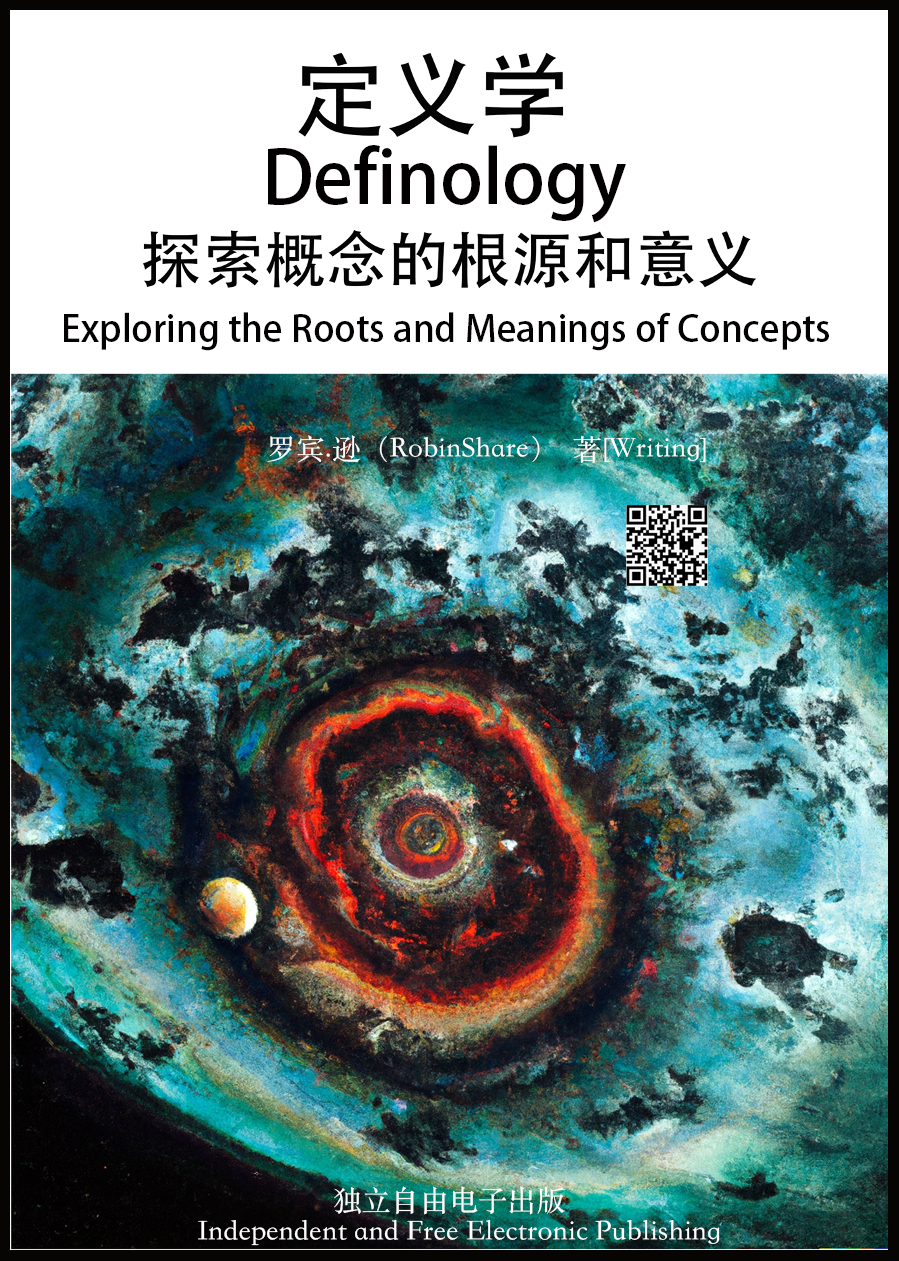 定义学
Definology
探索概念的根源和意义
Exploring the Roots and Meanings of Concepts
罗宾.逊（RobinShare） 著[Writing]
独立自由电子出版
Independent and Free Electronic Publishing